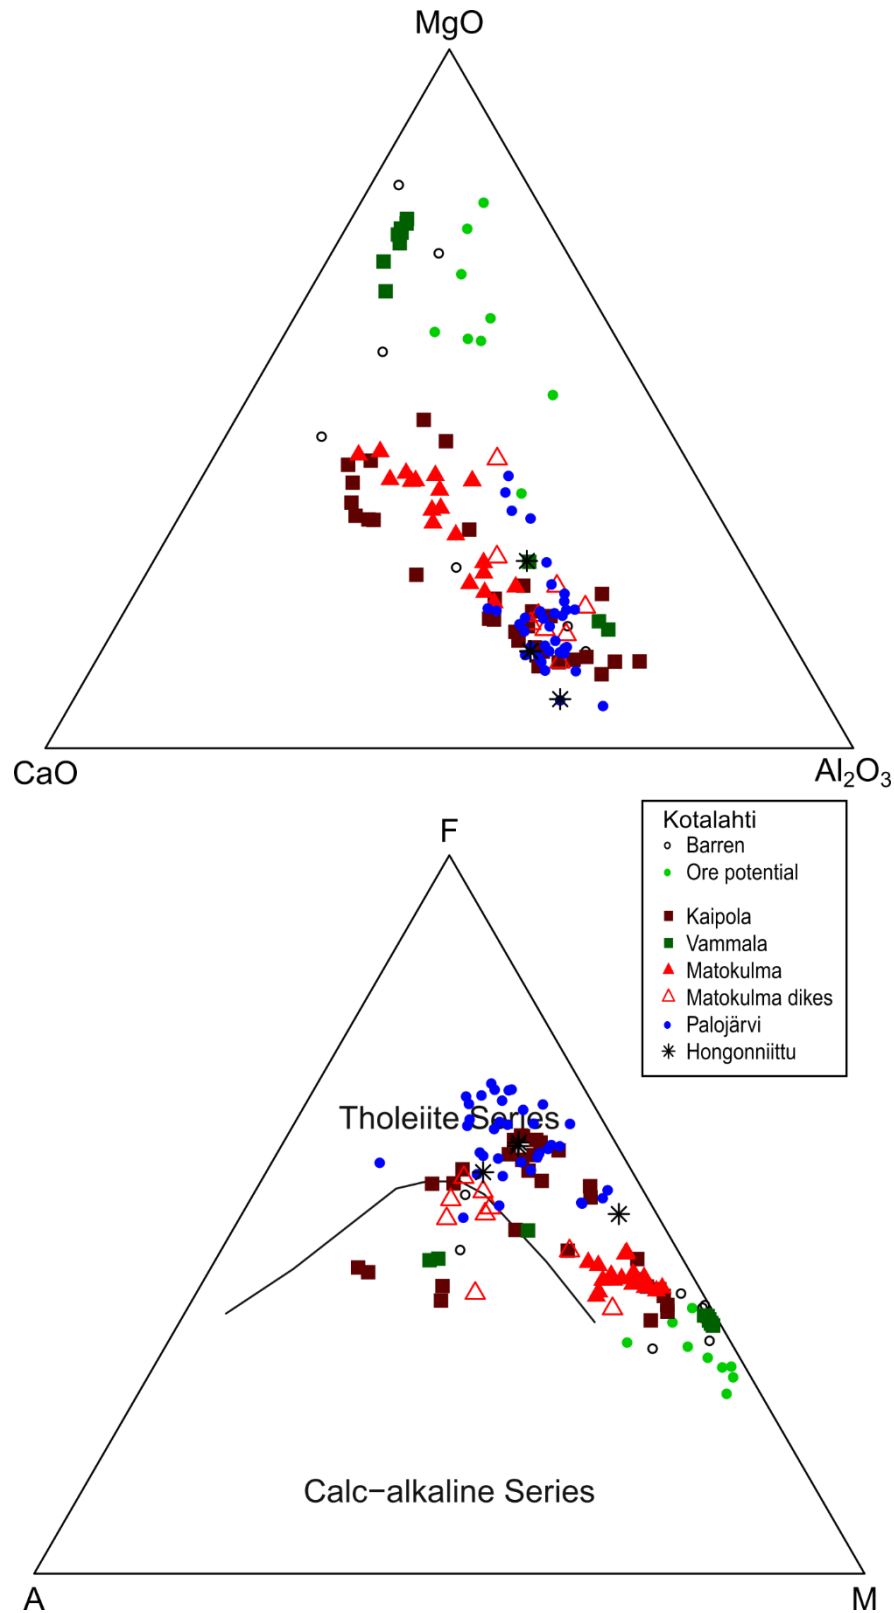 MgO
CaO
Al₂O₃
F
Kotalahti
Barren
Ore potential
Kaipola
Vammala
Matokulma
Matokulma dikes
Palojärvi
Hongonniittu
Tholeiite Series
Calc−alkaline Series
A
M